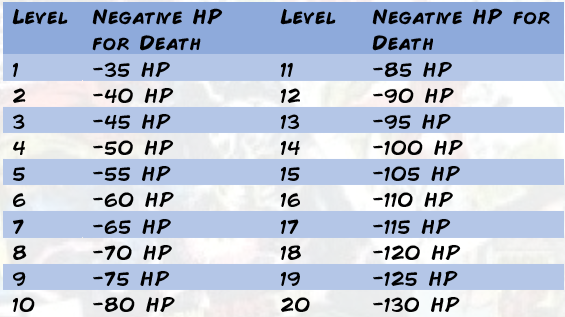 Level Negative HP Level Negative HP for
for Death Death
1 -35 HP 11 -85 HP
2 -40 HP 12 -90 HP
3 -45 HP 13 -95 HP
4 -50 HP 14 -100 HP
5 -55 HP 15 -105 HP
6 -60 HP 16 -110 HP
7 -65 HP 17 -115 HP
8 -70 HP 18 -120 HP
9 -75 HP 19 -125 HP
10 -80 HP 20 -130 HP